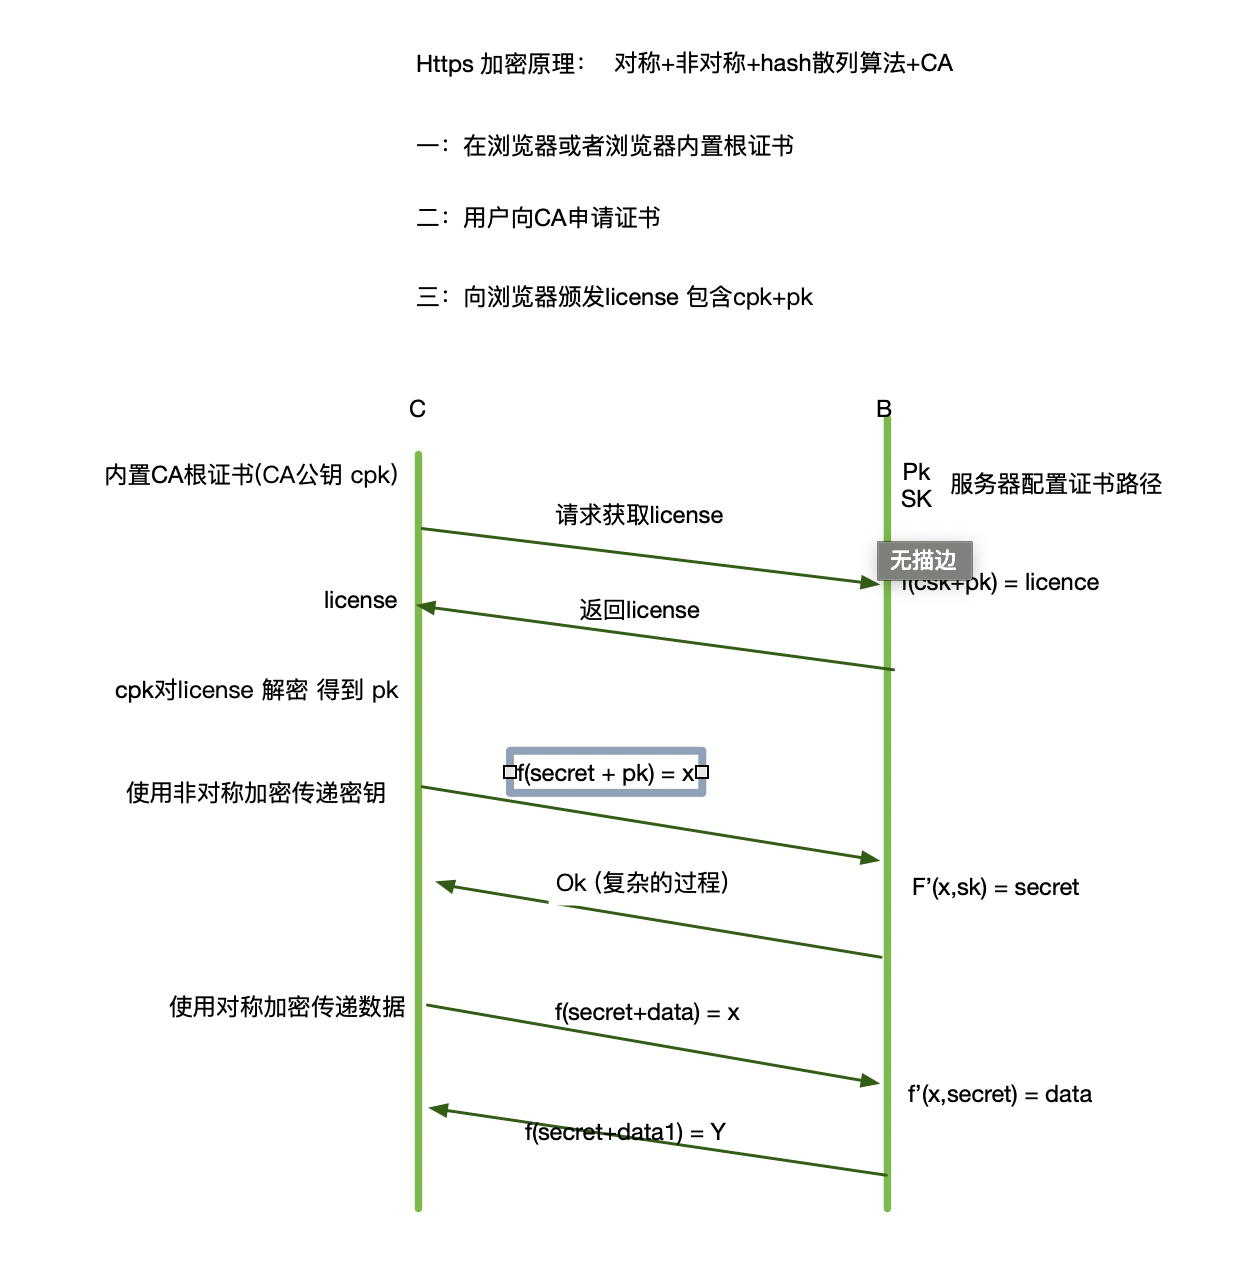 Https 加密原理： 对称+非对称+hash散列算法+CA
一：在浏览器或者浏览器内置根证书
二：用户向CA申请证书
三：向浏览器颁发license 包含cpk+pk
C
B
内置CA根证书(CA公钥 cpk)
Pk
SK
服务器配置证书路径
请求获取license
无描边
(csk+pk) = licence
license
返回license
cpk对license 解密 得到 pk
f(secret + pk) = x
使用非对称加密传递密钥
Ok (复杂的过程)
F’(x,sk) = secret
使用对称加密传递数据
f(secret+data) = x
f’(x,secret) = data
f(secret+data1) = Y